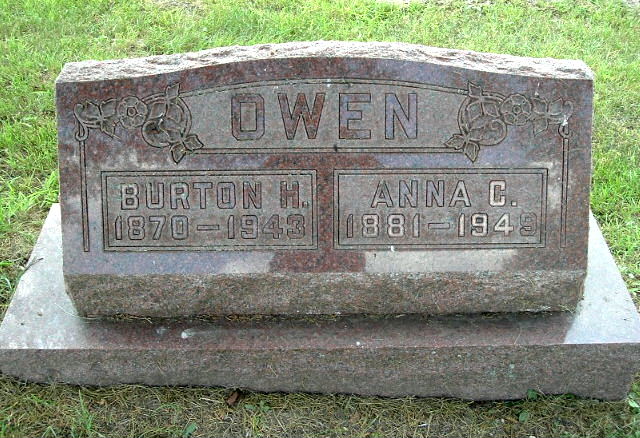 OWEN
BURTON H.
1870 – 1943
ANNA C.
1881 – 1949